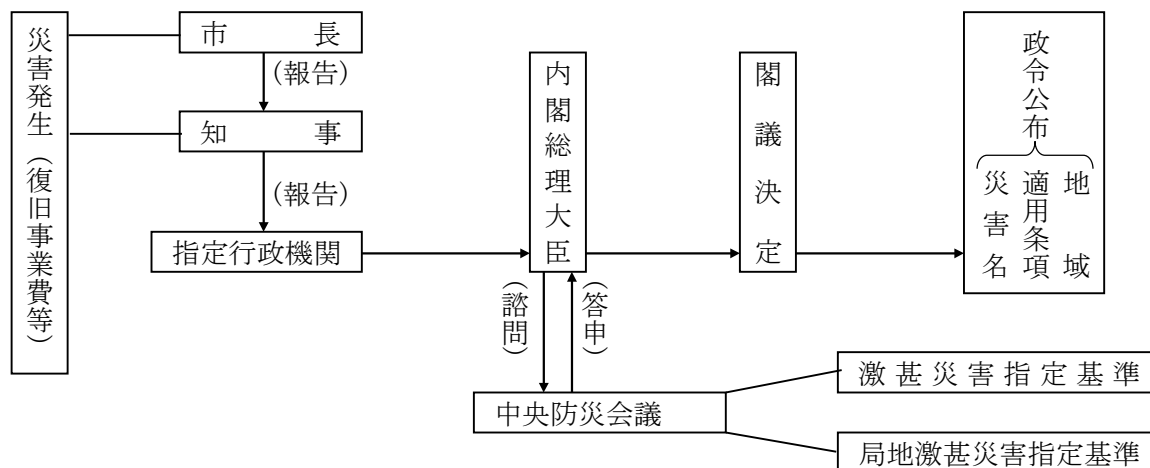 災害発生（復旧事業費等）
市長
（報告）
知事
（報告）
指定行政機関
内閣総理大臣
（諮問）
（答申）
中央防災会議
閣議決定
政令公布
災害名
適用条項
地域
激甚災害指定基準
局地激甚災害指定基準